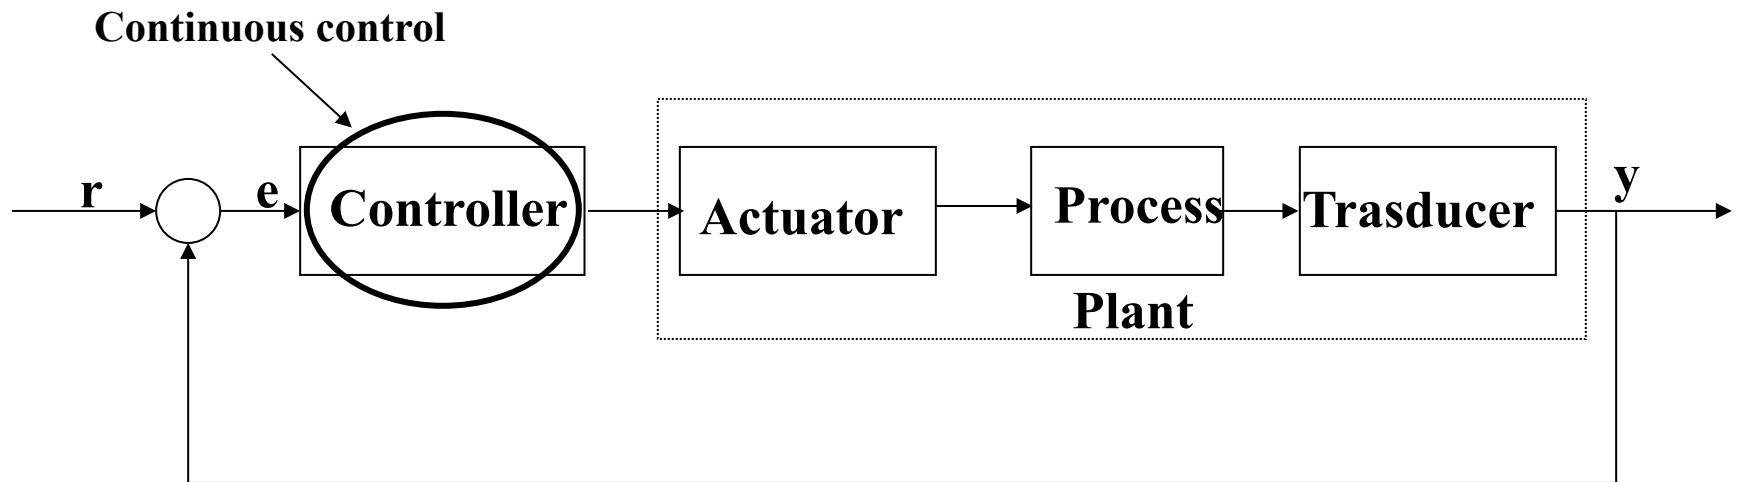 Continuous control
r
e
Controller
Actuator
Process
Trasducer
y
Plant